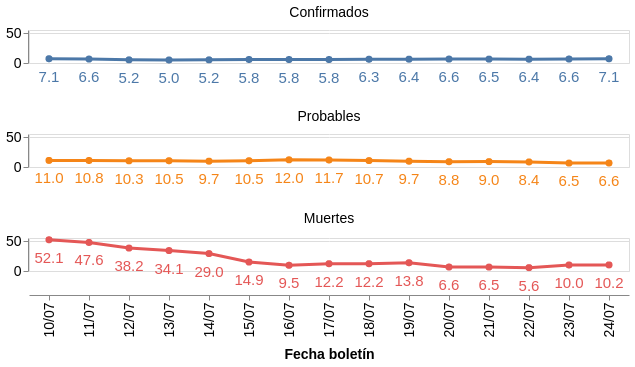 Confirmados
50
0
7.1 6.6 5.2 5.0 5.2 5.8 5.8 5.8 6.3 6.4 6.6 6.5 6.4 6.6 7.1
Probables
50
0
11.0 10.8 10.3 10.5 9.7 10.5 12.0 11.7 10.7 9.7 8.8 9.0 8.4 6.5 6.6
Muertes
50
0
52.1 47.6 38.2 34.1 29.0 14.9 9.5 12.2 12.2 13.8 6.6 6.5 5.6 10.0 10.2
10/07 11/07 12/07 13/07 14/07 15/07 16/07 17/07 18/07 19/07 20/07 21/07 22/07 23/07 24/07
Fecha boletín